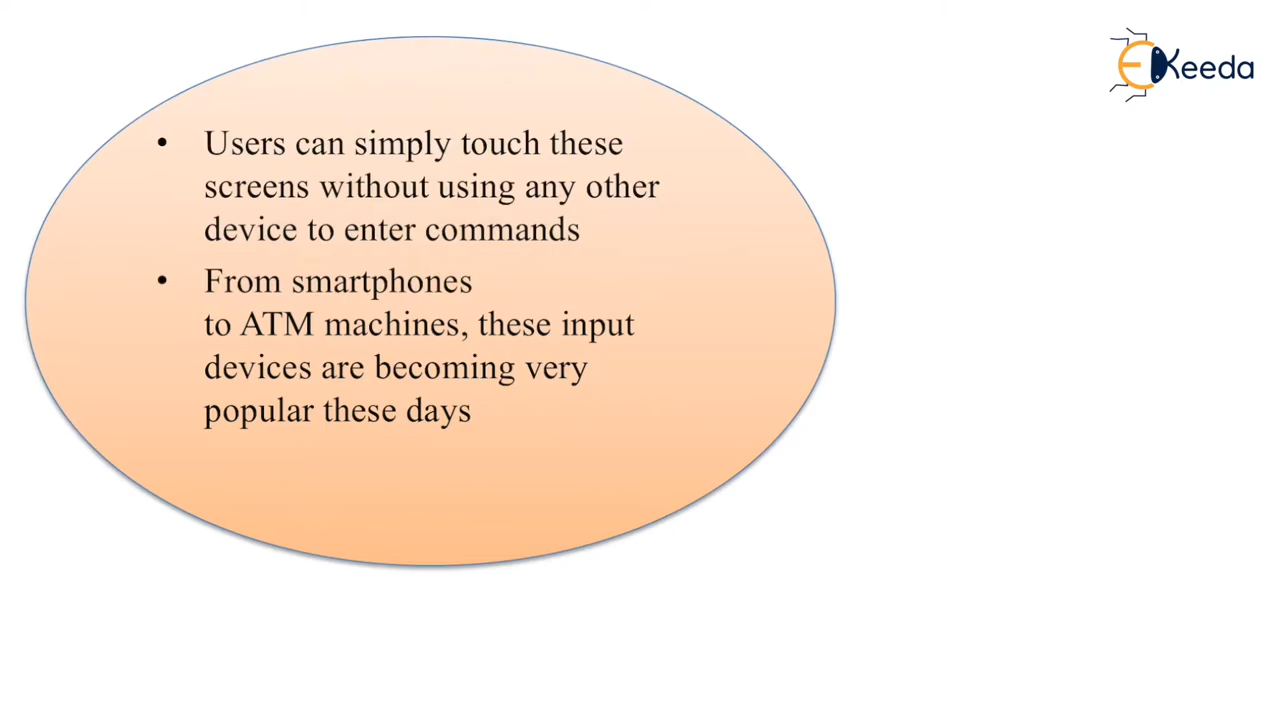 EKeeda
• Users can simply touch these
screens without using any other
device to enter commands
• From smartphones
to ATM machines, these input
devices are becoming very
popular these days